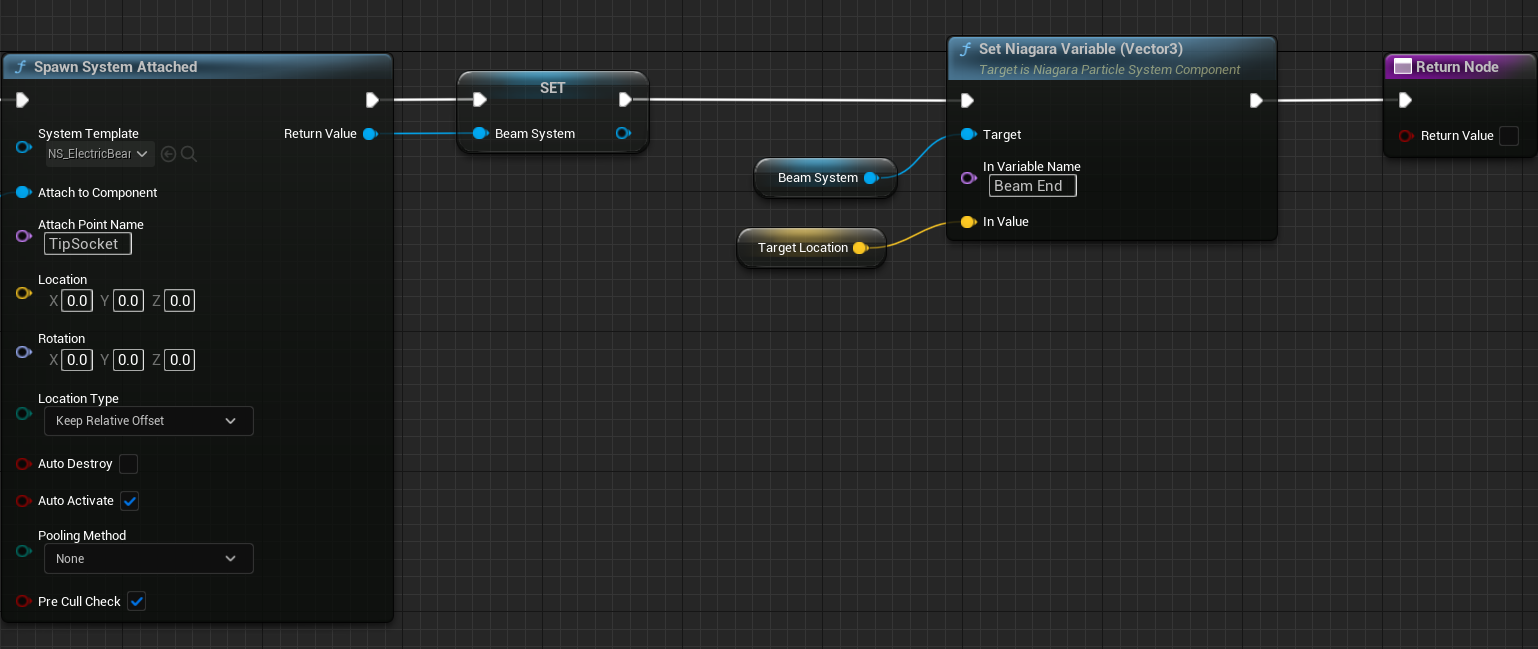 Spawn System Attached
System Template
NS_ElectricBear
Return Value
Attach to Component
Attach Point Name
TipSocket
Location
X 0.0 Y 0.0 Z 0.0
Rotation
X 0.0 Y 0.0 Z 0.0
Location Type
Keep Relative Offset
Auto Destroy
Auto Activate
Pooling Method
None
Pre Cull Check
SET
Beam System
Beam System
Target Location
Set Niagara Variable (Vector3)
Target is Niagara Particle System Component
Target
In Variable Name
Beam End
In Value
Return Node
Return Value